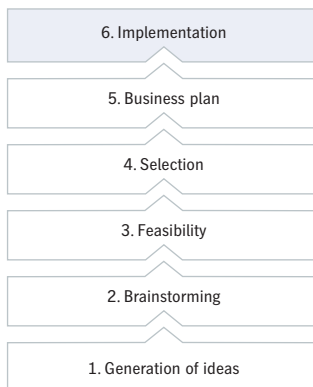 6. Implementation
5. Business plan
4. Selection
3. Feasibility
2. Brainstorming
1. Generation of ideas